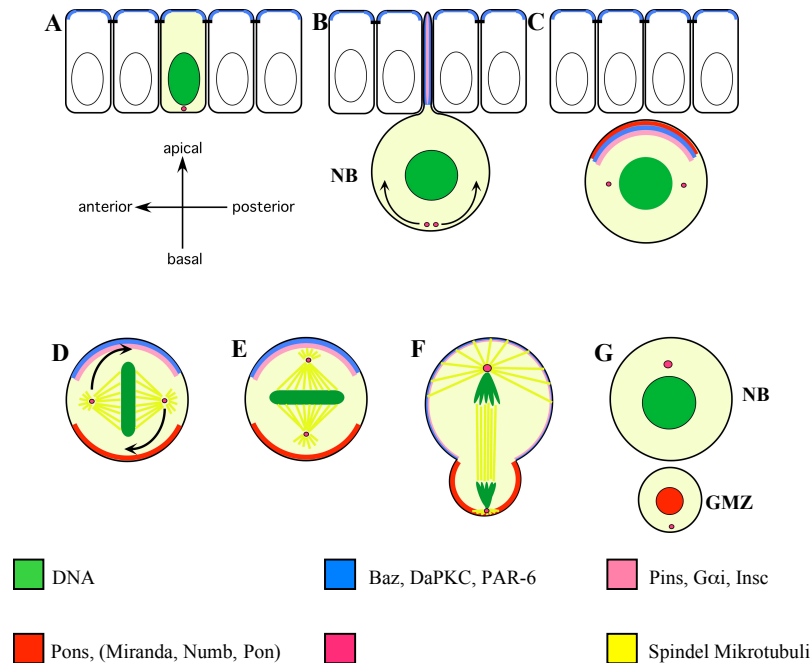 A
B
C
NB
apical
anterior
posterior
basal
D
E
F
G
NB
GMZ
DNA
Baz, DaPKC, PAR-6
Pins, Gαi, Insc
Pons, (Miranda, Numb, Pon)
Spindel Mikrotubuli